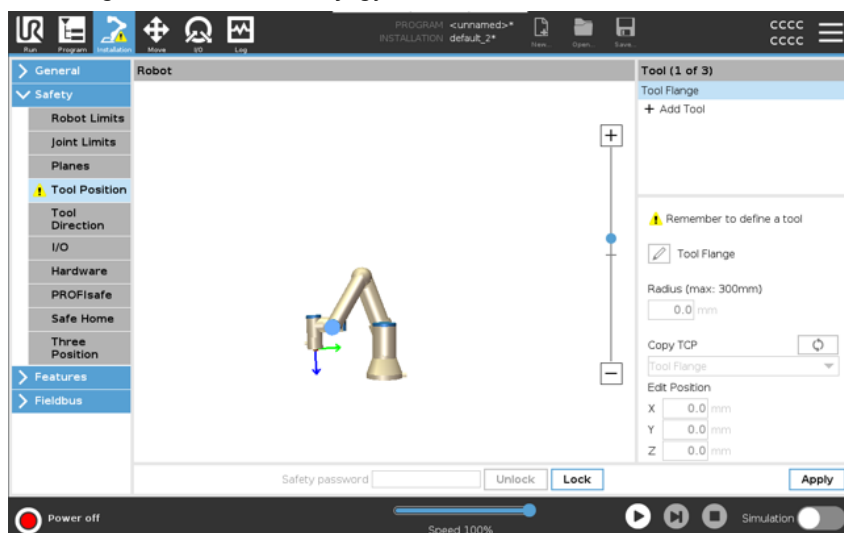 PROGRAM <unnamed>*
INSTALLATION default_2*
UR
Run
Program
Installation
Move
I/O
Log
New...
Open...
Save...
CCCC
CCCC
General
Safety
Robot Limits
Joint Limits
Planes
Tool Position
Tool
Direction
I/O
Hardware
PROFIsafe
Safe Home
Three
Position
Features
Fieldbus
Robot
Tool (1 of 3)
Tool Flange
+ Add Tool
Remember to define a tool
Tool Flange
Radius (max: 300mm)
0.0 mm
Copy TCP
Tool Flange
Edit Position
X 0.0 mm
Y 0.0 mm
Z 0.0 mm
Safety password
Unlock
Lock
Apply
Power off
Speed 100%
Simulation